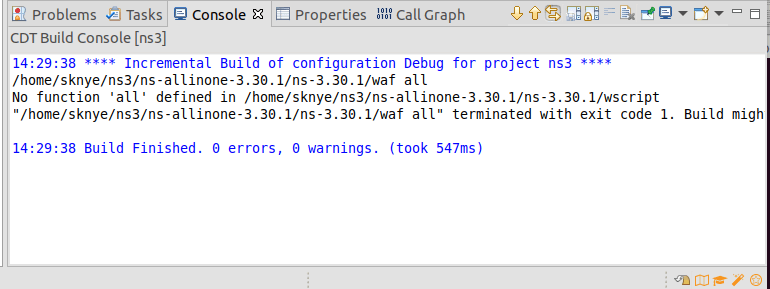 Problems Tasks Console Properties Call Graph
CDT Build Console [ns3]
14:29:38 **** Incremental Build of configuration Debug for project ns3 ****
/home/sknye/ns3/ns-allinone-3.30.1/ns-3.30.1/waf all
No function 'all' defined in /home/sknye/ns3/ns-allinone-3.30.1/ns-3.30.1/wscript
"/home/sknye/ns3/ns-allinone-3.30.1/ns-3.30.1/waf all" terminated with exit code 1. Build migh
14:29:38 Build Finished. 0 errors, 0 warnings. (took 547ms)